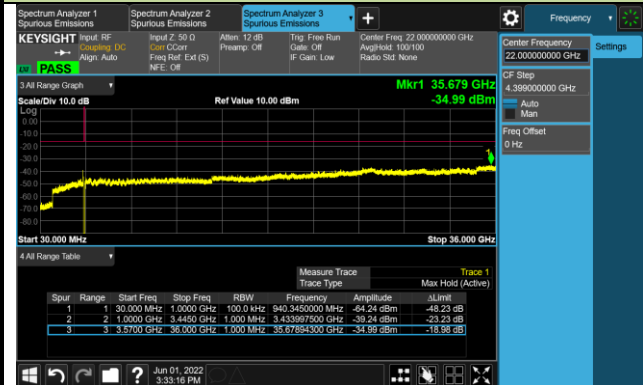 Spectrum Analyzer 1
Spurious Emissions
Spectrum Analyzer 2
Spurious Emissions
Spectrum Analyzer 3
Spurious Emissions
Frequency
KEYSIGHT
Input: RF
Coupling: DC
Align: Auto
Input Z: 50 Ω
Corr CCorr
Freq Ref: Ext (S)
NFE: Off
Atten: 12 dB
Preamp: Off
Trig: Free Run
Gate: Off
IF Gain: Low
Center Freq: 22.000000000 GHz
Avg|Hold: 100/100
Radio Std: None
PASS
Center Frequency
22.000000000 GHz
Settings
CF Step
4.399000000 GHz
Auto
Man
Freq Offset
0 Hz
3 All Range Graph
Mkr1 35.679 GHz
-34.99 dBm
Scale/Div 10.0 dB
Ref Value 10.00 dBm
Log
0.00
-10.0
-20.0
-30.0
-40.0
-50.0
-60.0
-70.0
-80.0
1
Start 30.000 MHz
Stop 36.000 GHz
4 All Range Table
Measure Trace Trace 1
Trace Type Max Hold (Active)
Spur Range Start Freq Stop Freq RBW Frequency Amplitude ΔLimit
1 1 30.000 MHz 1.0000 GHz 100.0 kHz 940.3450000 MHz -64.24 dBm -48.23 dB
2 2 1.0000 GHz 3.4450 GHz 1.000 MHz 3.433997500 GHz -39.24 dBm -23.23 dB
3 3 3.5700 GHz 36.000 GHz 1.000 MHz 35.67894300 GHz -34.99 dBm -18.98 dB
Jun 01, 2022
3:33:16 PM